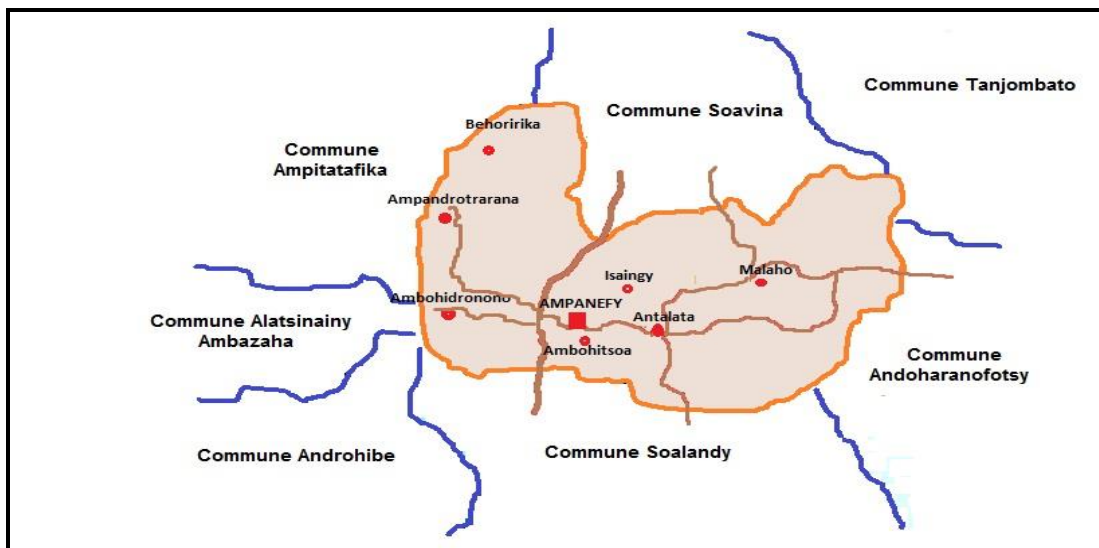 Commune Tanjombato
Commune Soavina
Behoririka
Commune
Ampitatafika
Ampandrotrarana
Isaingy
Malaho
Ambohidronono
AMPANEFY
Antalata
Commune Alatsinainy
Ambazaha
Ambohitsoa
Commune
Andoharanofotsy
Commune Androhibe
Commune Soalandy